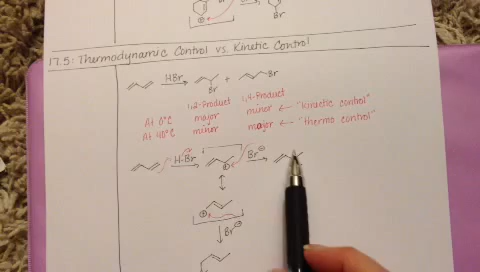 Br
17.5: Thermodynamic Control vs. Kinetic Control
HBr
+
Br
Br
1,2-Product 1,4-Product
At 0°C major minor ← "kinetic control"
At 40°C minor major ← "thermo control"
H-Br
Br⊖
⊕
⊕
Br⊖